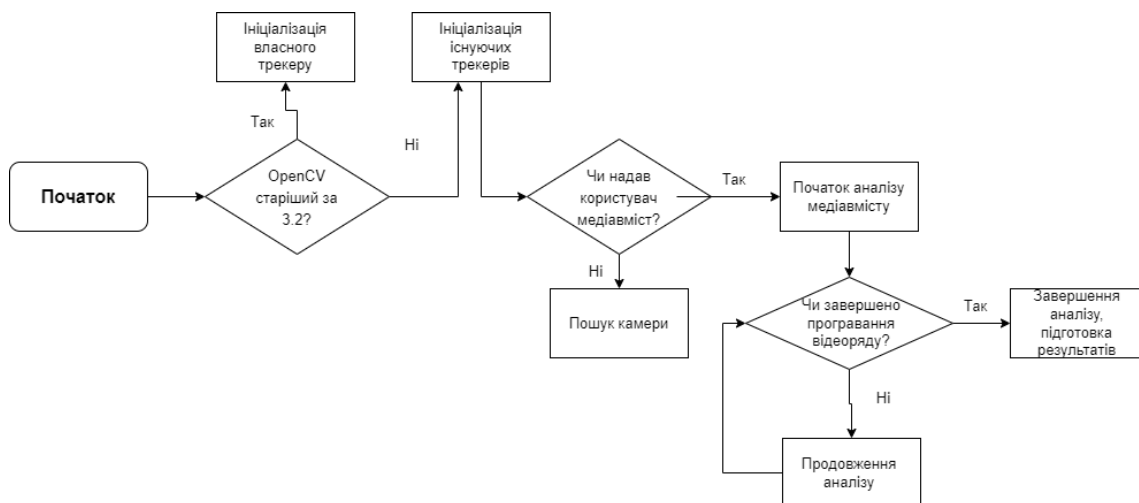 Ініціалізація
власного
трекеру
Ініціалізація
існуючих
трекерів
Так
Ні
Початок
OpenCV
старіший за
3.2?
Чи надав
користувач
медіавміст?
Так
Початок аналізу
медіавмісту
Ні
Пошук камери
Чи завершено
програвання
відеоряду?
Так
Завершення
аналізу,
підготовка
результатів
Ні
Продовження
аналізу